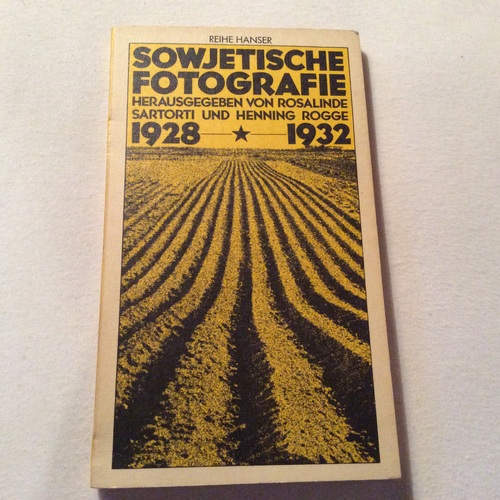 REIHE HANSER
SOWJETISCHE
FOTOGRAFIE
HERAUSGEGEBEN VON ROSALINDE
SARTORTI UND HENNING ROGGE
1928 ★ 1932